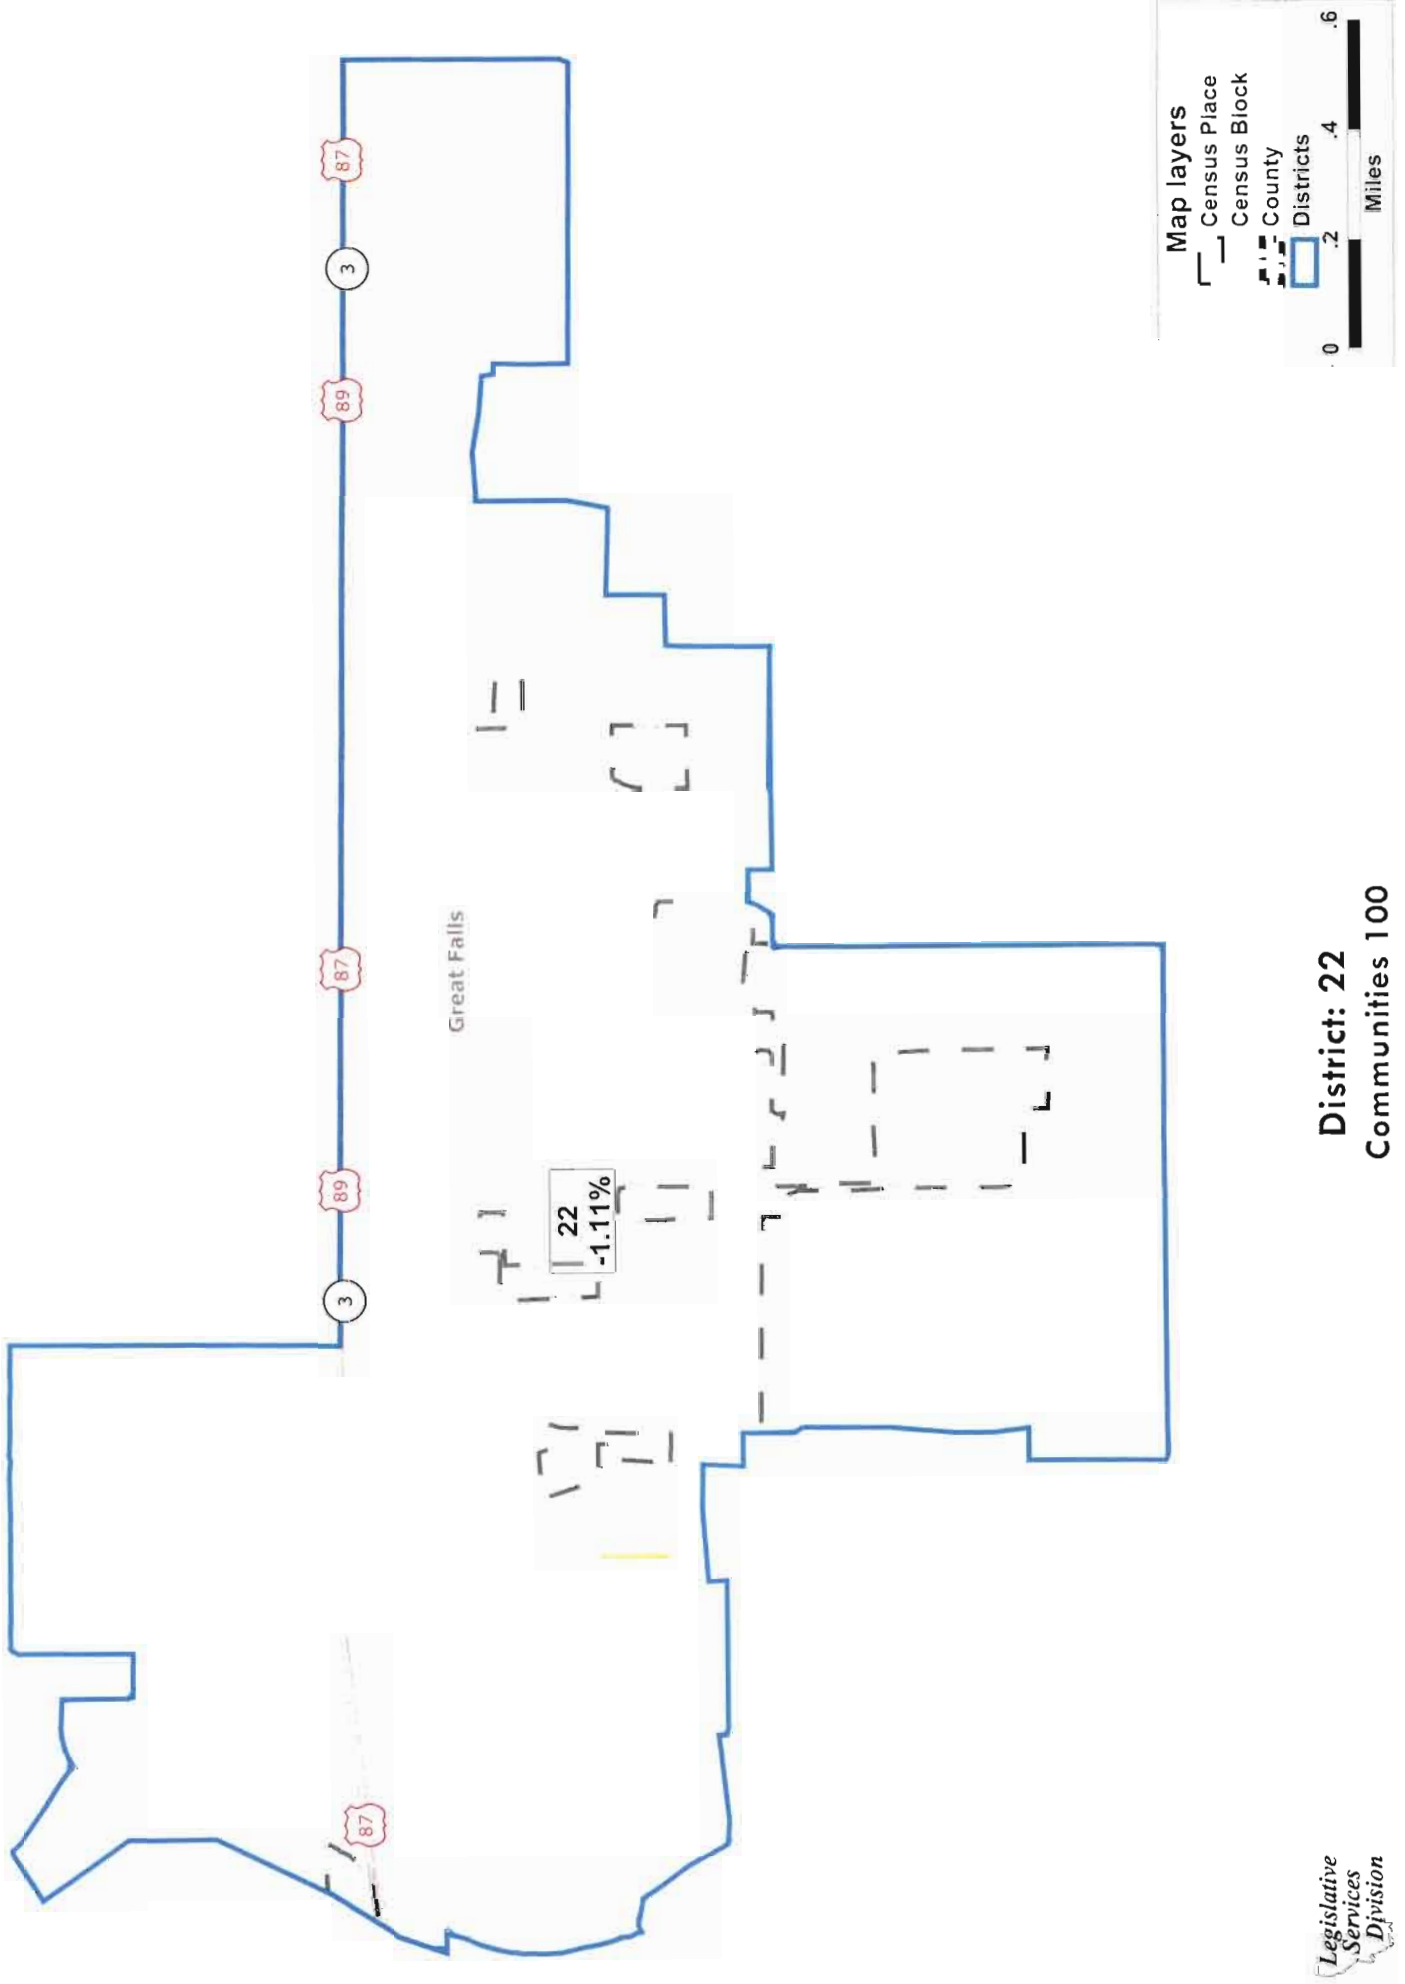 87
3
89
87
89
3
87
Great Falls
22
-1.11%
Map layers
Census Place
Census Block
County
Districts
0 .2 .4 .6
Miles
District: 22
Communities 100
Legislative
Services
Division